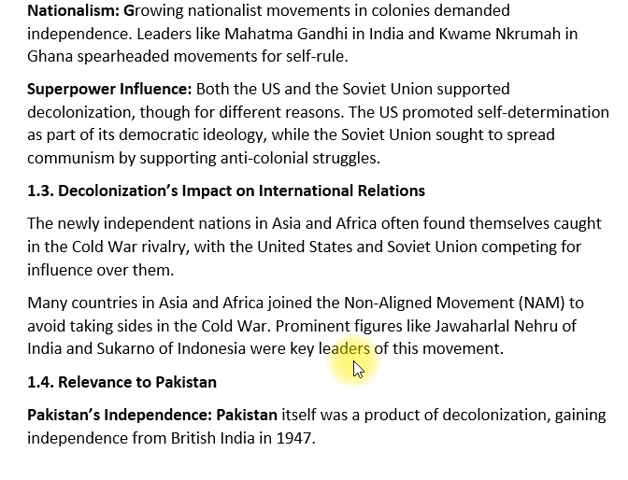 Nationalism: Growing nationalist movements in colonies demanded
independence. Leaders like Mahatma Gandhi in India and Kwame Nkrumah in
Ghana spearheaded movements for self-rule.
Superpower Influence: Both the US and the Soviet Union supported
decolonization, though for different reasons. The US promoted self-determination
as part of its democratic ideology, while the Soviet Union sought to spread
communism by supporting anti-colonial struggles.
1.3. Decolonization’s Impact on International Relations
The newly independent nations in Asia and Africa often found themselves caught
in the Cold War rivalry, with the United States and Soviet Union competing for
influence over them.
Many countries in Asia and Africa joined the Non-Aligned Movement (NAM) to
avoid taking sides in the Cold War. Prominent figures like Jawaharlal Nehru of
India and Sukarno of Indonesia were key leaders of this movement.
1.4. Relevance to Pakistan
Pakistan’s Independence: Pakistan itself was a product of decolonization, gaining
independence from British India in 1947.